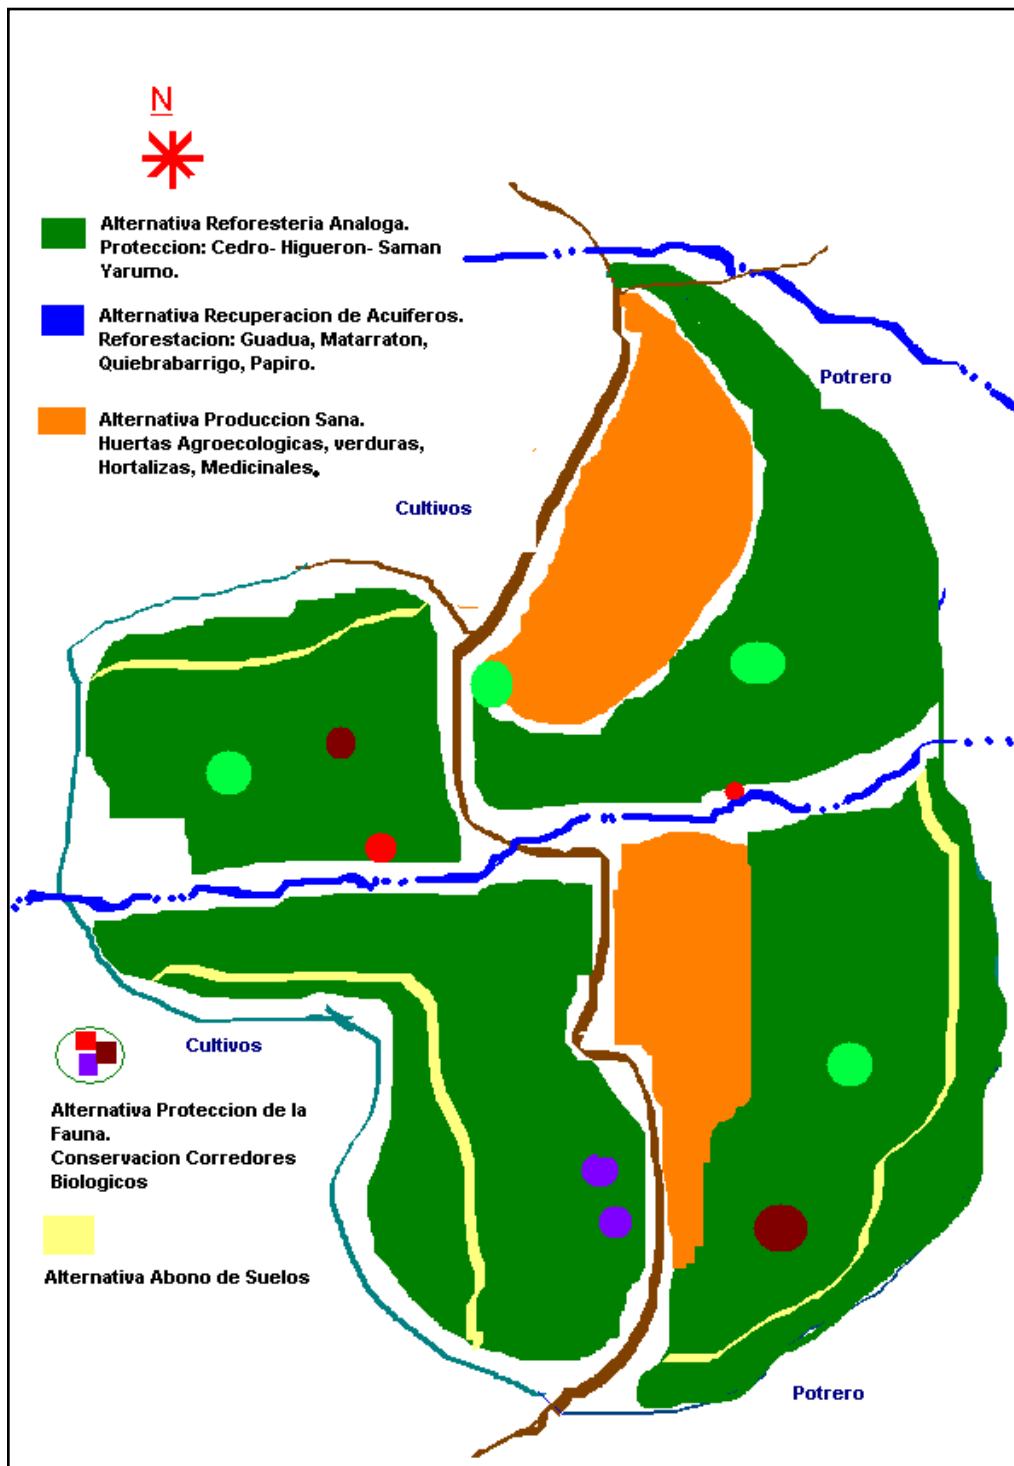 N
Alternativa Reforesteria Analoga.
Proteccion: Cedro- Higueron- Saman
Yarumo.
Alternativa Recuperacion de Acuiferos.
Reforestacion: Guadua, Matarraton,
Quiebrabarrigo, Papiro.
Potrero
Alternativa Produccion Sana.
Huertas Agroecologicas, verduras,
Hortalizas, Medicinales.
Cultivos
Cultivos
Alternativa Proteccion de la
Fauna.
Conservacion Corredores
Biologicos
Alternativa Abono de Suelos
Potrero